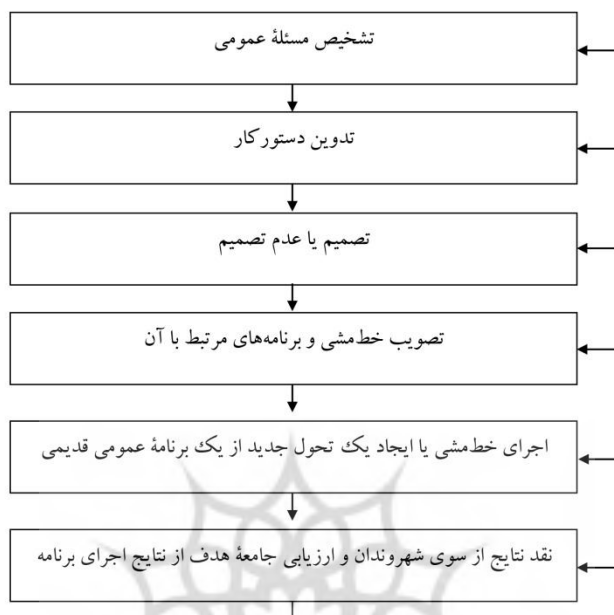 تشخیص مسئلهٔ عمومی
تدوین دستورکار
تصمیم یا عدم تصمیم
تصویب خط‌مشی و برنامه‌های مرتبط با آن
اجرای خط‌مشی یا ایجاد یک تحول جدید از یک برنامهٔ عمومی قدیمی
نقد نتایج از سوی شهروندان و ارزیابی جامعهٔ هدف از نتایج اجرای برنامه